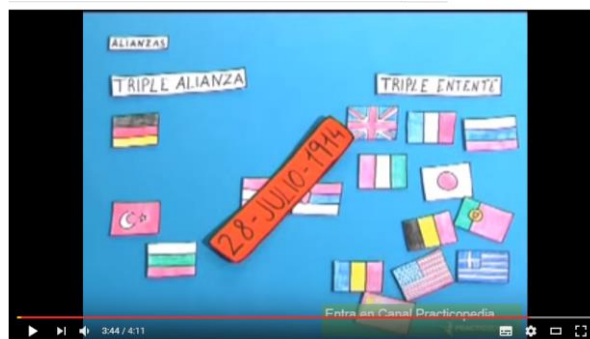 ALIANZAS
TRIPLE ALIANZA
TRIPLE ENTENTE
28-JULIO-1914
Entra en Canal Practicopedia
3:44 / 4:11